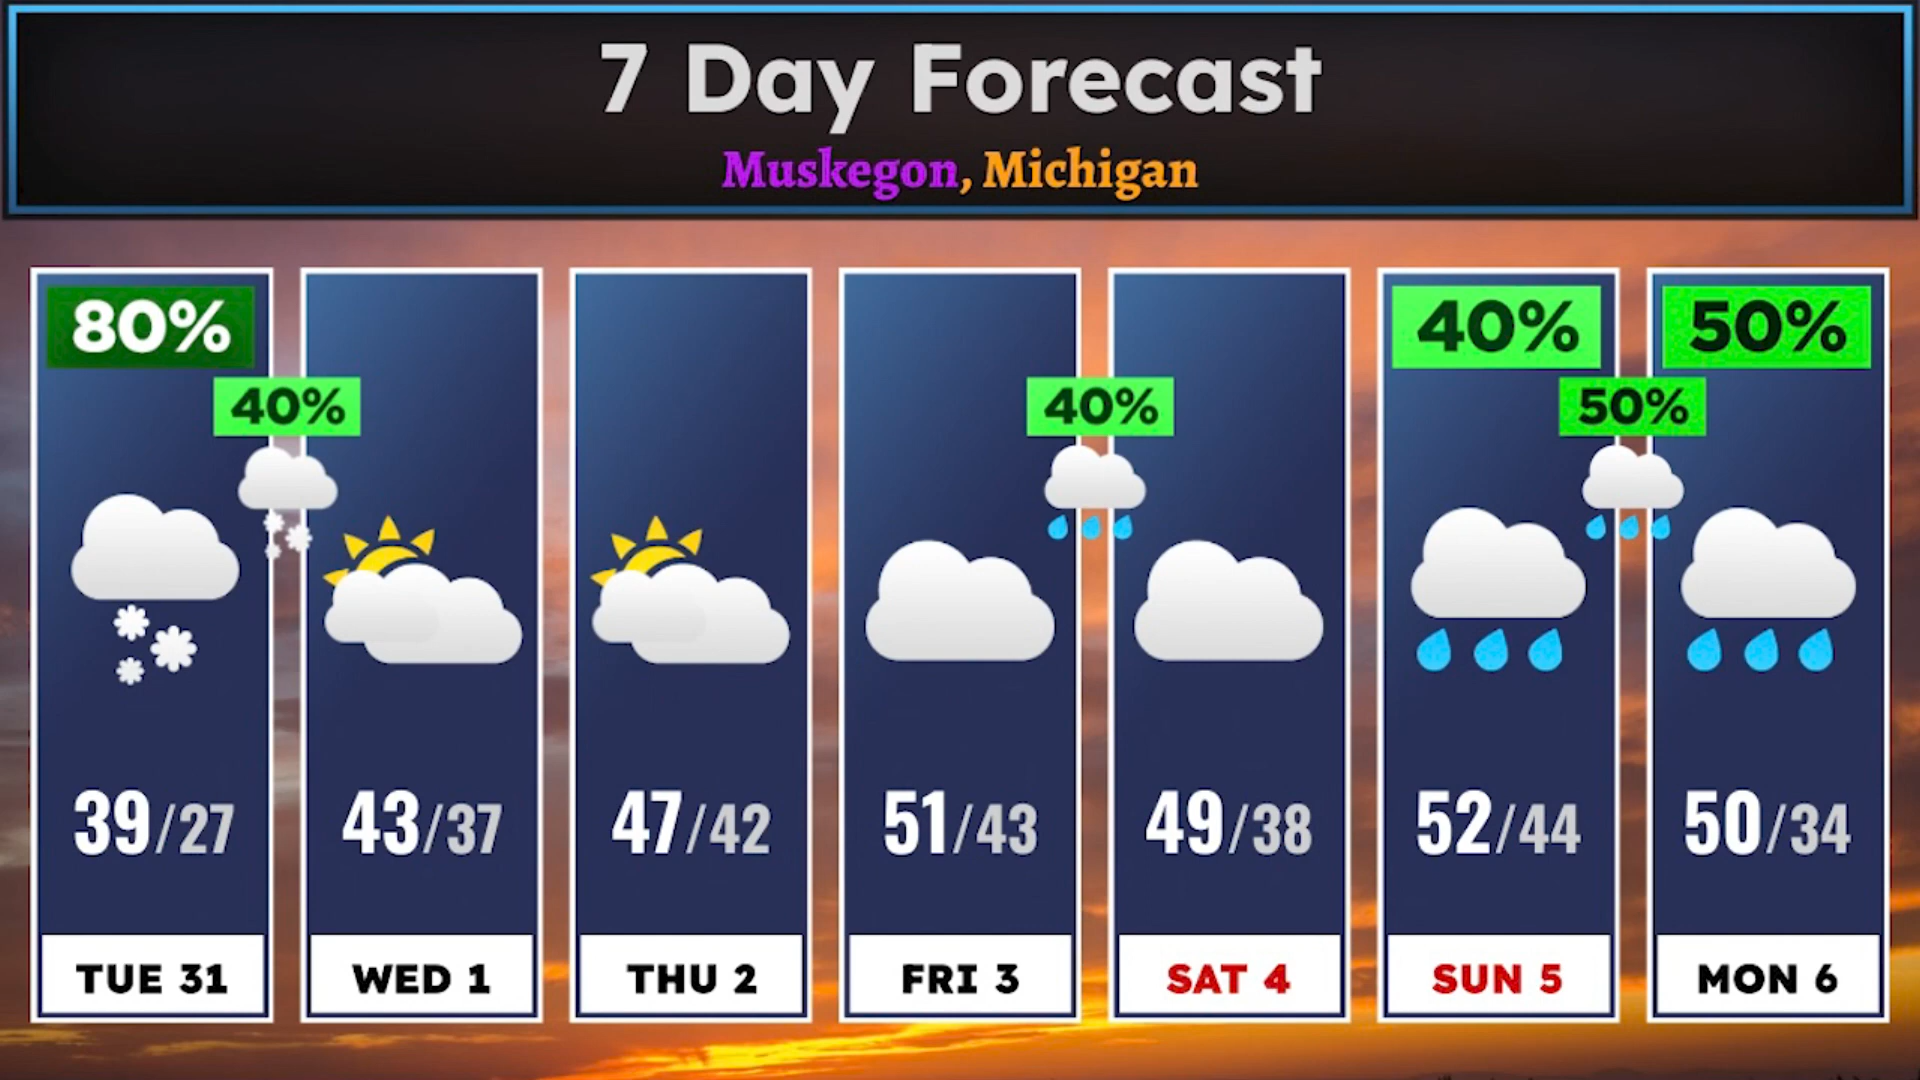 7 Day Forecast
Muskegon, Michigan
80% 40% 50%
40% 40% 50%
39/27 43/37 47/42 51/43 49/38 52/44 50/34
TUE 31 WED 1 THU 2 FRI 3 SAT 4 SUN 5 MON 6